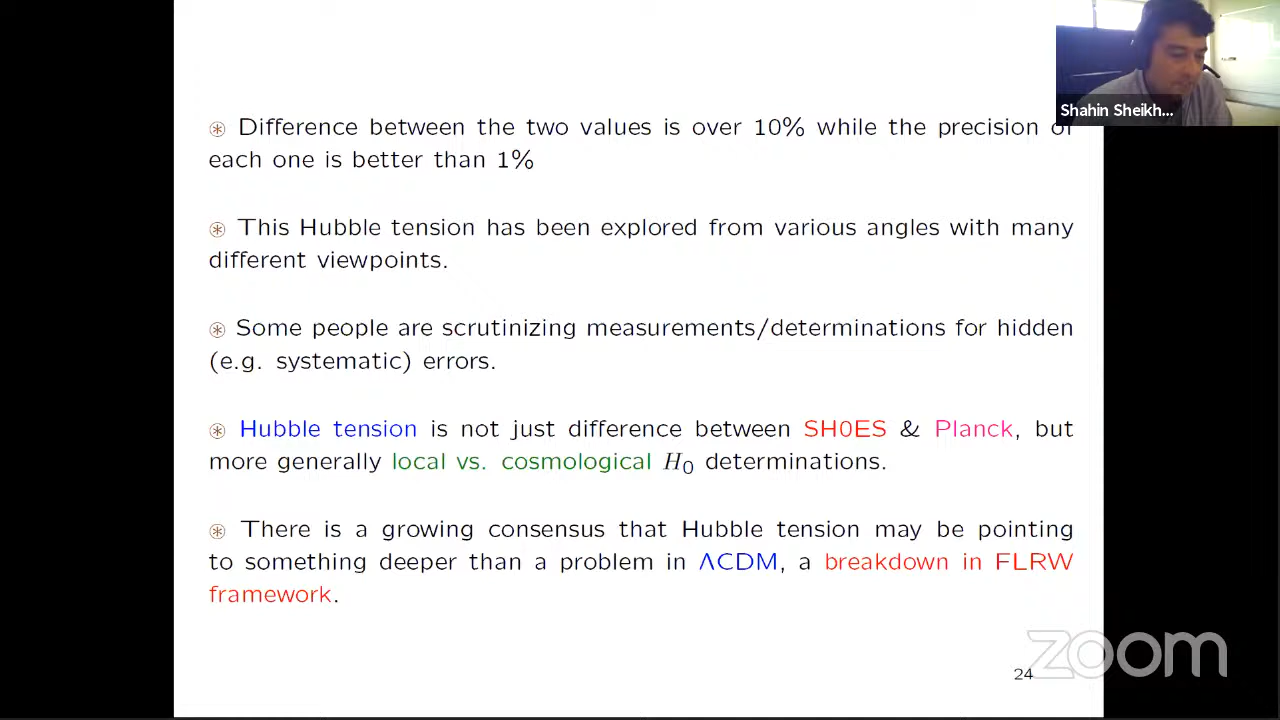 ⊛ Difference between the two values is over 10% while the precision of
each one is better than 1%
⊛ This Hubble tension has been explored from various angles with many
different viewpoints.
⊛ Some people are scrutinizing measurements/determinations for hidden
(e.g. systematic) errors.
⊛ Hubble tension is not just difference between SH0ES & Planck, but
more generally local vs. cosmological H₀ determinations.
⊛ There is a growing consensus that Hubble tension may be pointing
to something deeper than a problem in ΛCDM, a breakdown in FLRW
framework.
24
Shahin Sheikh...
zoom